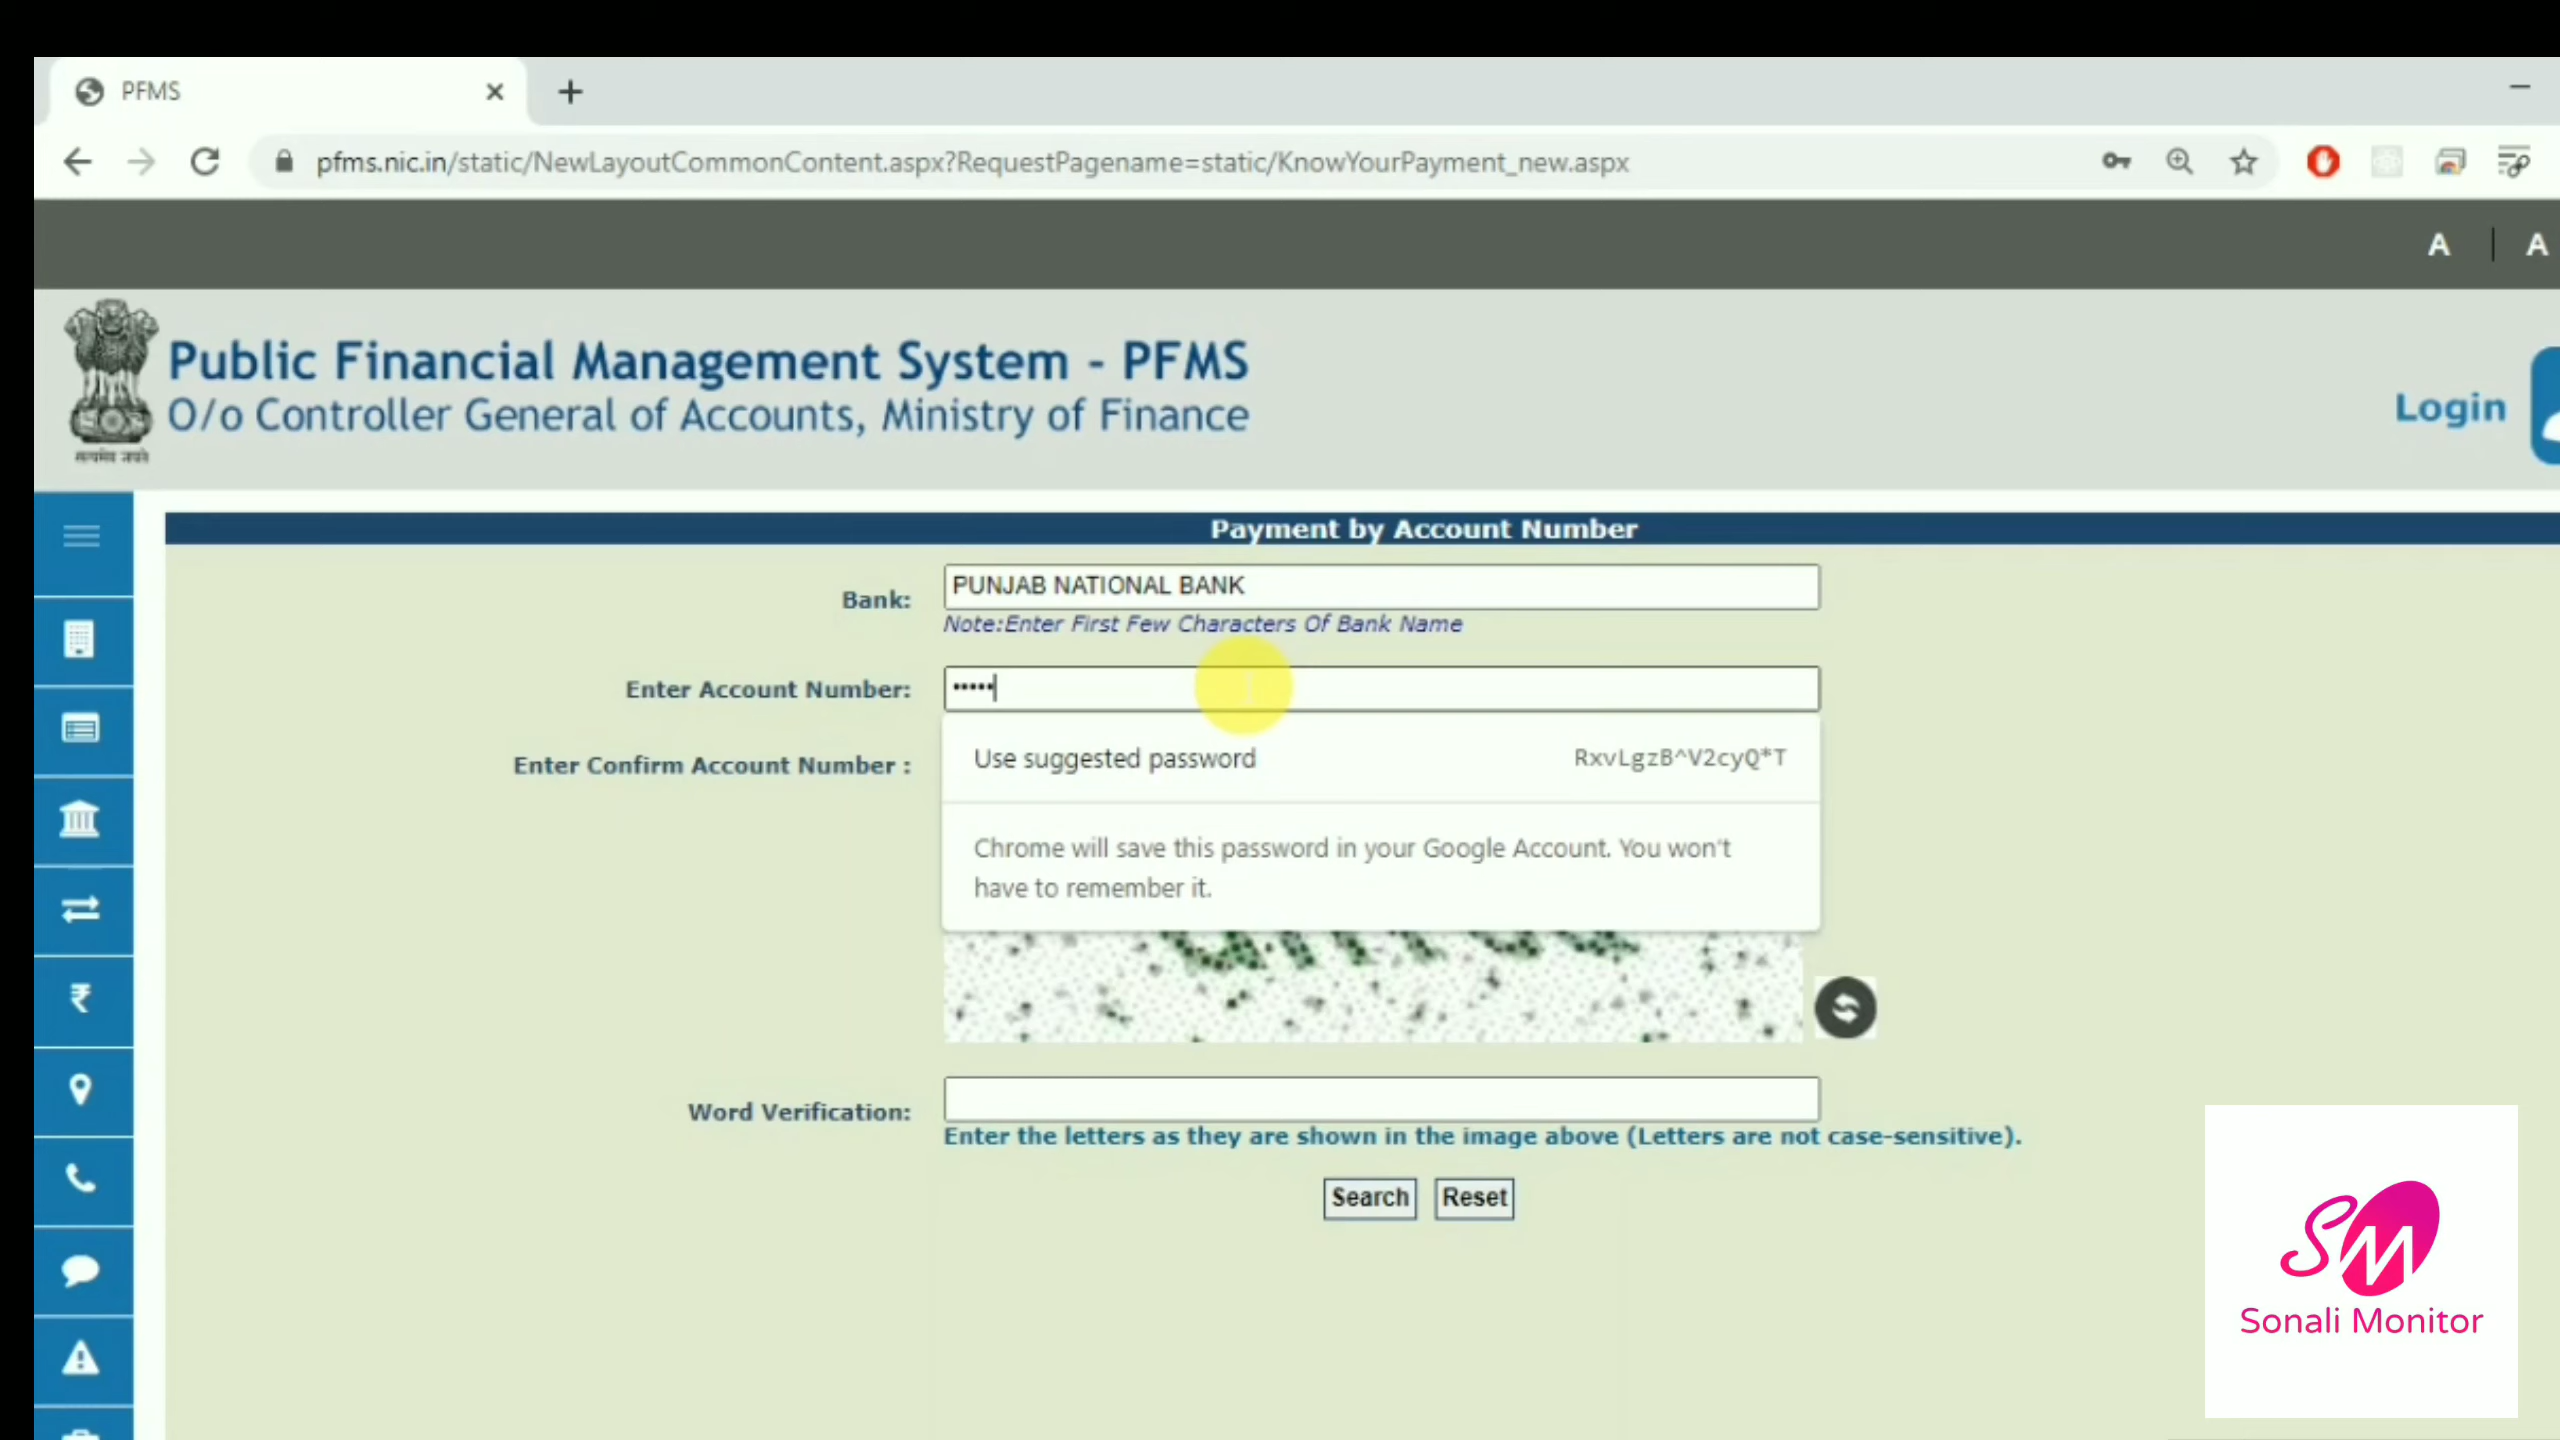 PFMS
pfms.nic.in/static/NewLayoutCommonContent.aspx?RequestPagename=static/KnowYourPayment_new.aspx
A | A
सत्यमेव जयते
Public Financial Management System - PFMS
O/o Controller General of Accounts, Ministry of Finance
Login
Payment by Account Number
Bank: PUNJAB NATIONAL BANK
Note:Enter First Few Characters Of Bank Name
Enter Account Number: •••••
Use suggested password RxvLgzB^V2cyQ*T
Enter Confirm Account Number :
Chrome will save this password in your Google Account. You won't
have to remember it.
Word Verification:
Enter the letters as they are shown in the image above (Letters are not case-sensitive).
Search Reset
SM
Sonali Monitor